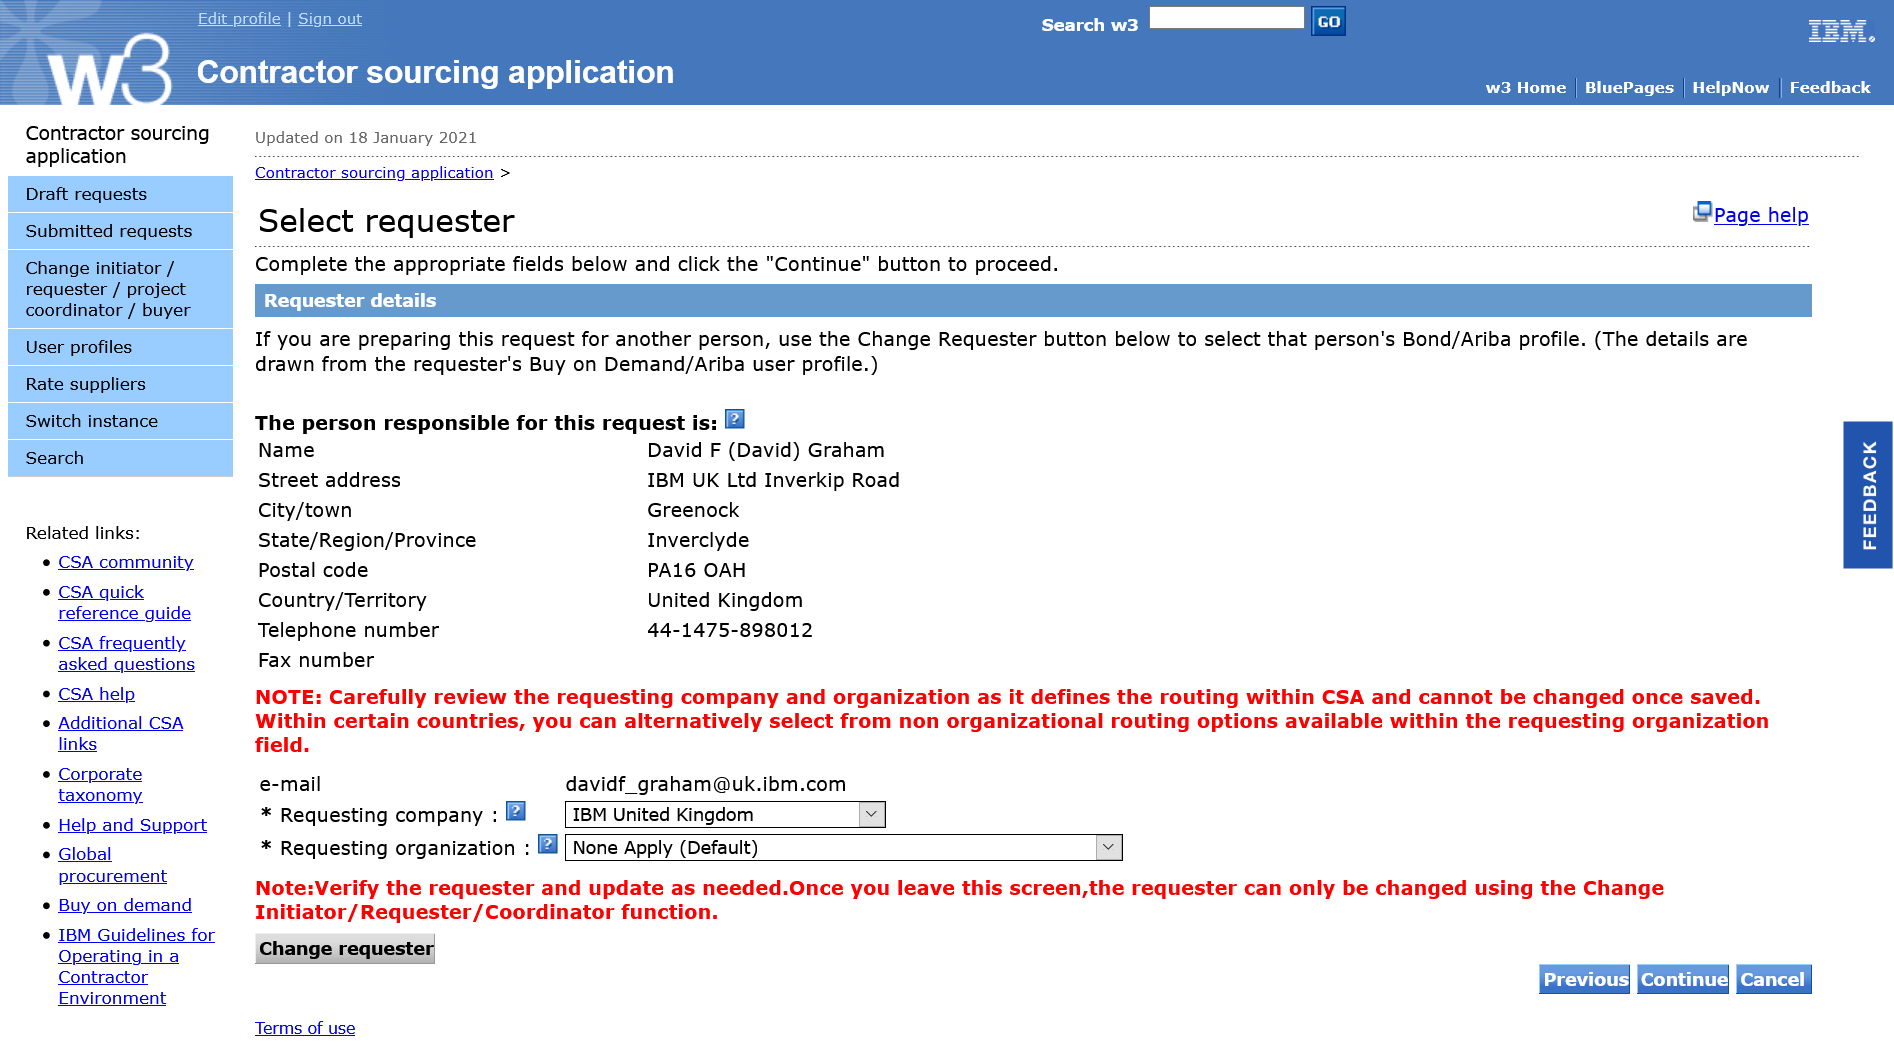 Edit profile | Sign out
Search w3 GO
IBM
w3
Contractor sourcing application
w3 Home BluePages HelpNow Feedback
Contractor sourcing
application
Draft requests
Submitted requests
Change initiator /
requester / project
coordinator / buyer
User profiles
Rate suppliers
Switch instance
Search
Related links:
• CSA community
• CSA quick
reference guide
• CSA frequently
asked questions
• CSA help
• Additional CSA
links
• Corporate
taxonomy
• Help and Support
• Global
procurement
• Buy on demand
• IBM Guidelines for
Operating in a
Contractor
Environment
Updated on 18 January 2021
Contractor sourcing application >
Select requester
Page help
Complete the appropriate fields below and click the "Continue" button to proceed.
Requester details
If you are preparing this request for another person, use the Change Requester button below to select that person's Bond/Ariba profile. (The details are
drawn from the requester's Buy on Demand/Ariba user profile.)
The person responsible for this request is: ?
Name David F (David) Graham
Street address IBM UK Ltd Inverkip Road
City/town Greenock
State/Region/Province Inverclyde
Postal code PA16 OAH
Country/Territory United Kingdom
Telephone number 44-1475-898012
Fax number
NOTE: Carefully review the requesting company and organization as it defines the routing within CSA and cannot be changed once saved.
Within certain countries, you can alternatively select from non organizational routing options available within the requesting organization
field.
e-mail davidf_graham@uk.ibm.com
* Requesting company : ? IBM United Kingdom
* Requesting organization : ? None Apply (Default)
Note:Verify the requester and update as needed.Once you leave this screen,the requester can only be changed using the Change
Initiator/Requester/Coordinator function.
Change requester
Previous Continue Cancel
Terms of use
FEEDBACK